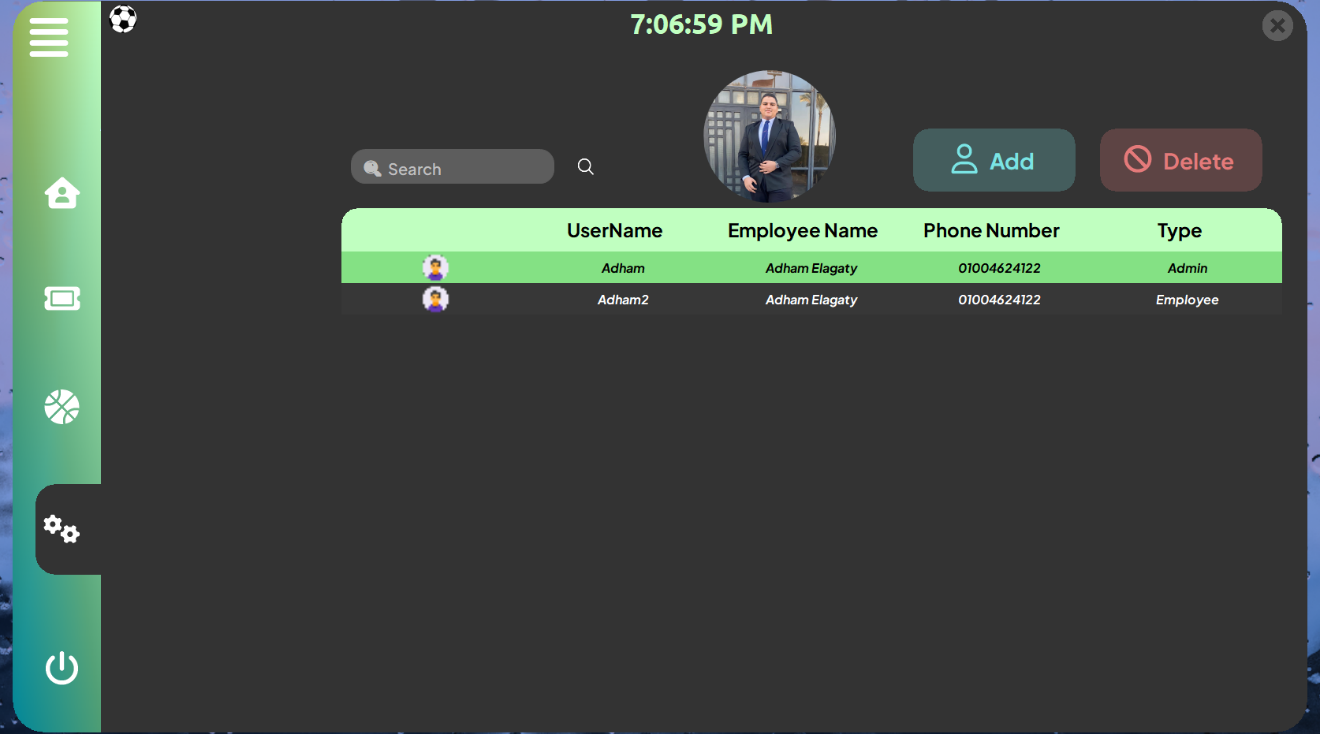 7:06:59 PM
Search
Add
Delete
UserName Employee Name Phone Number Type
Adham Adham Elagaty 01004624122 Admin
Adham2 Adham Elagaty 01004624122 Employee